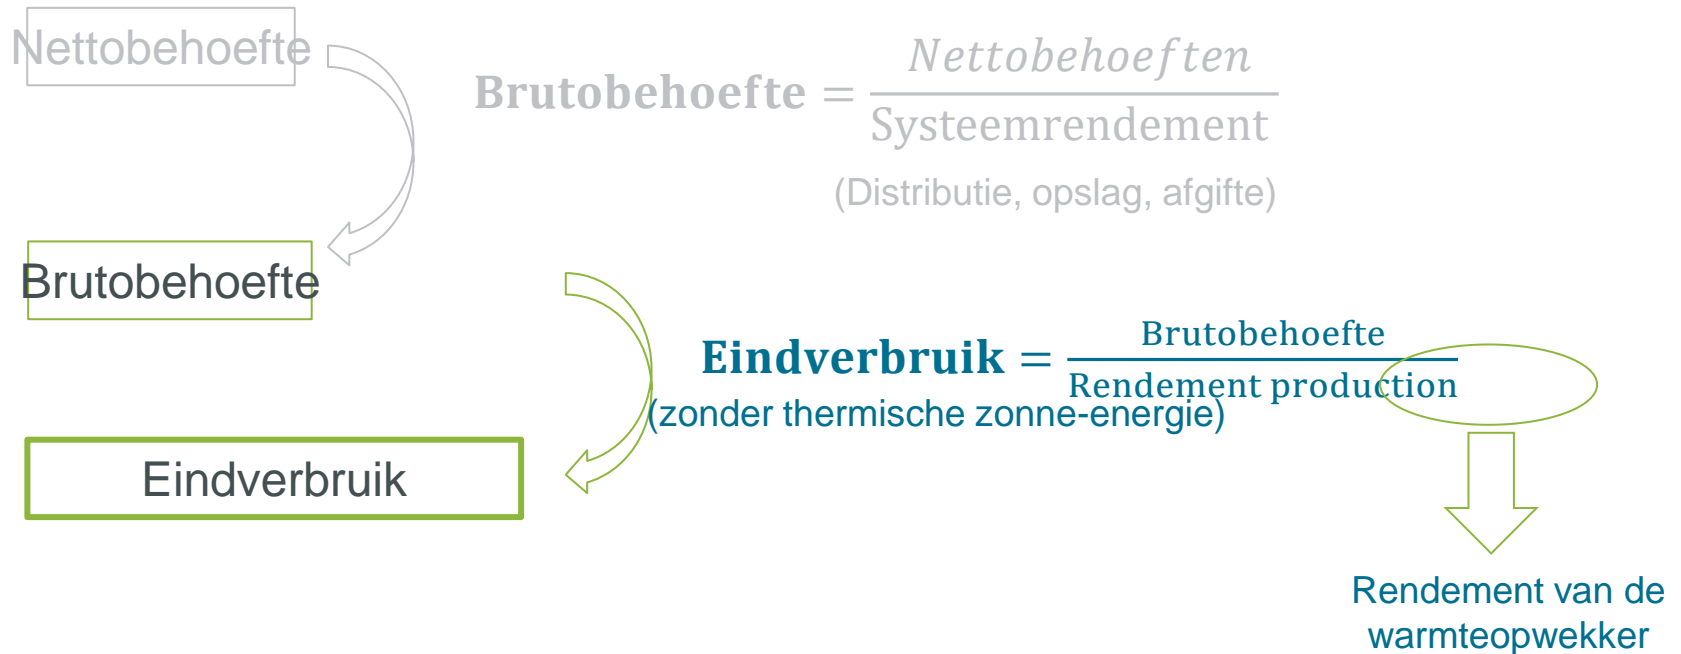 Nettobehoefte
Brutobehoefte = Nettobehoeften / Systeemrendement
(Distributie, opslag, afgifte)
Brutobehoefte
Eindverbruik = Brutobehoefte / Rendement production
(zonder thermische zonne-energie)
Eindverbruik
Rendement van de
warmteopwekker